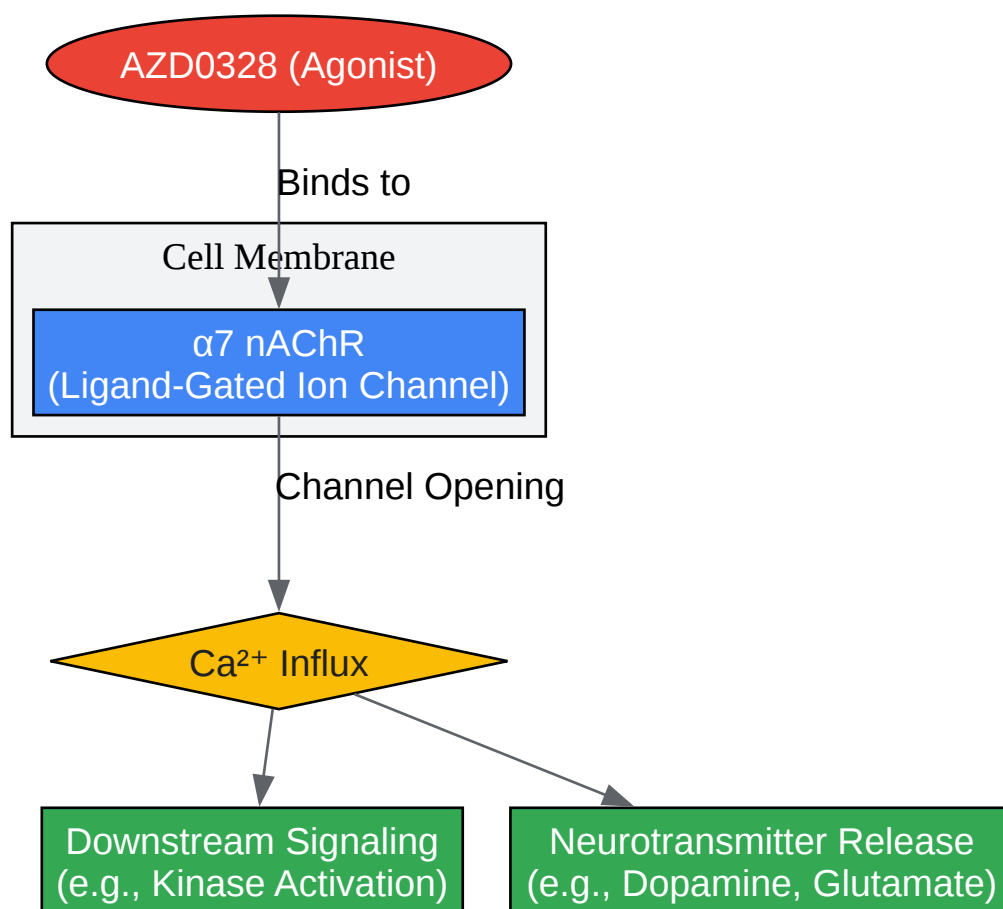 AZD0328 (Agonist)
Binds to
Cell Membrane
α7 nAChR
(Ligand-Gated Ion Channel)
Channel Opening
Ca²⁺ Influx
Downstream Signaling
(e.g., Kinase Activation)
Neurotransmitter Release
(e.g., Dopamine, Glutamate)